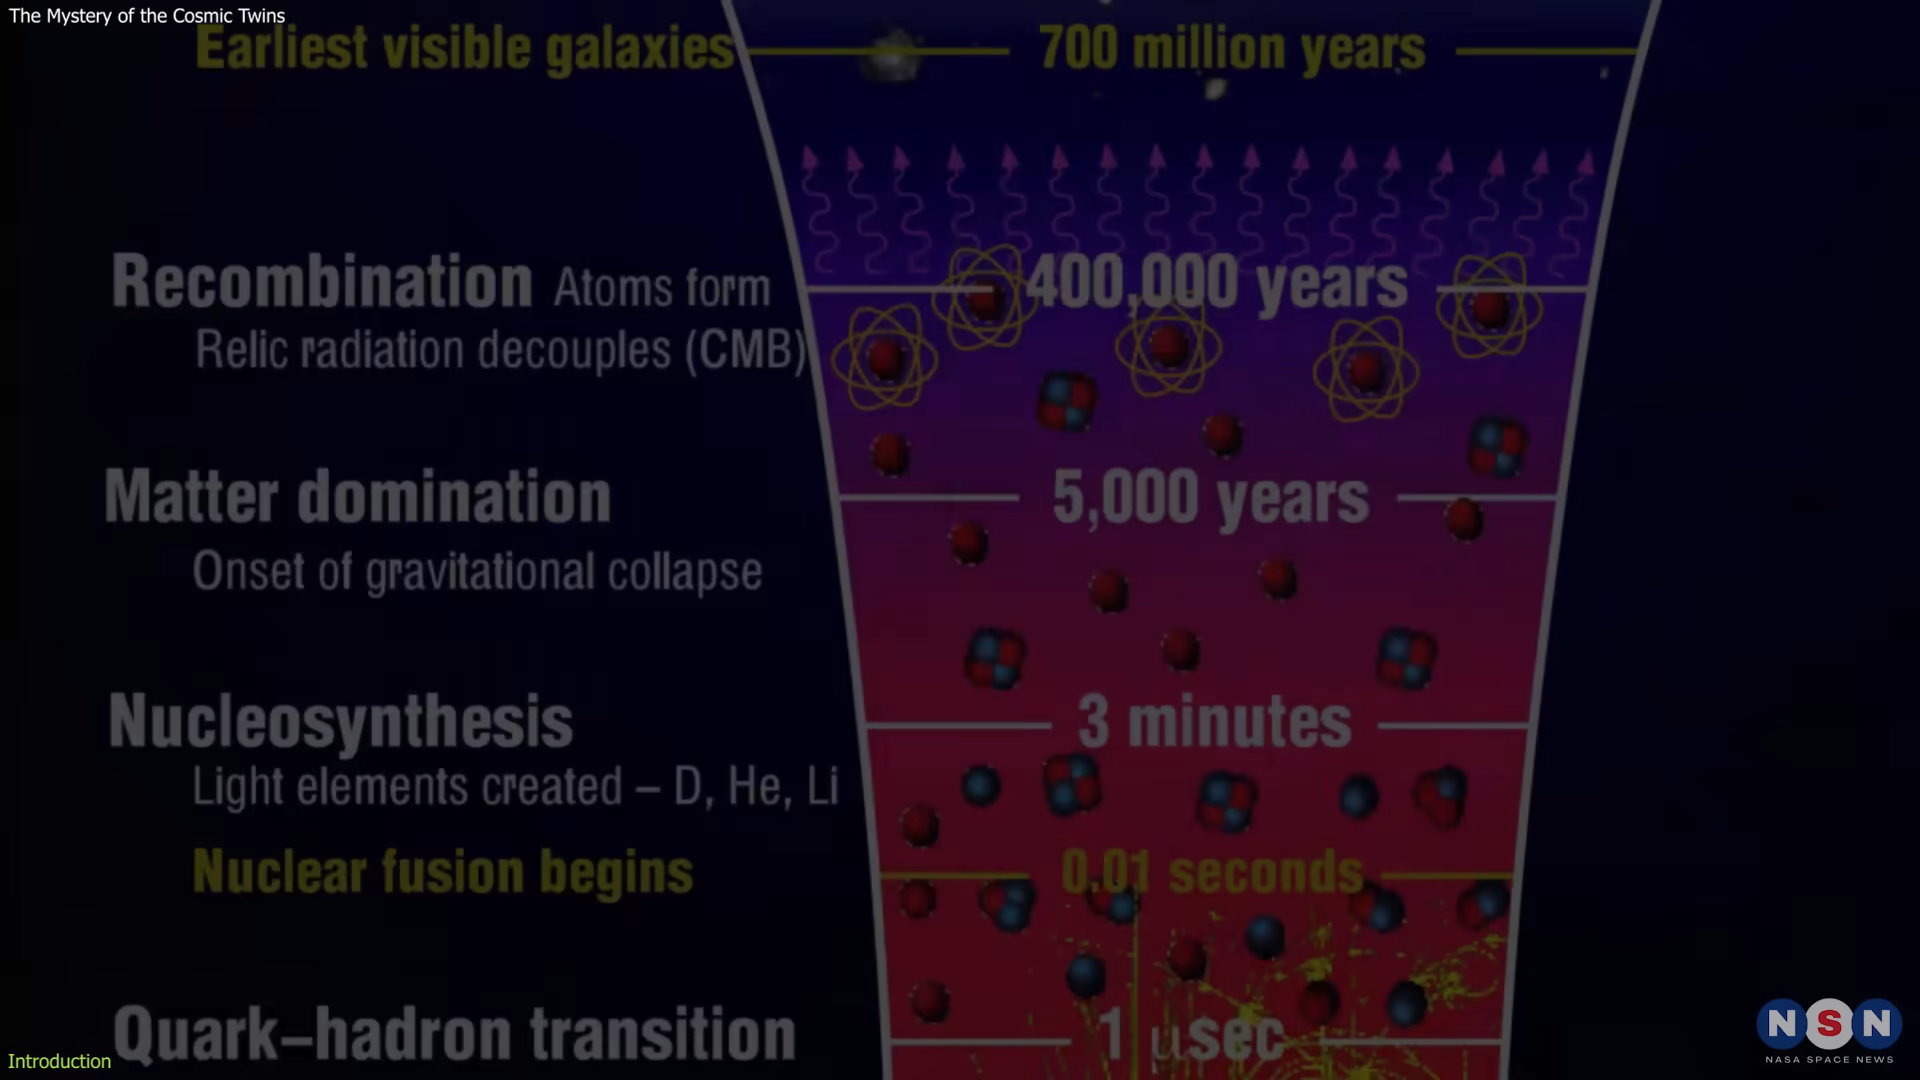 The Mystery of the Cosmic Twins
Earliest visible galaxies 700 million years
Recombination Atoms form 400,000 years
Relic radiation decouples (CMB)
Matter domination 5,000 years
Onset of gravitational collapse
Nucleosynthesis 3 minutes
Light elements created – D, He, Li
Nuclear fusion begins 0.01 seconds
Quark–hadron transition 1 μsec
Introduction
NSN
NASA SPACE NEWS